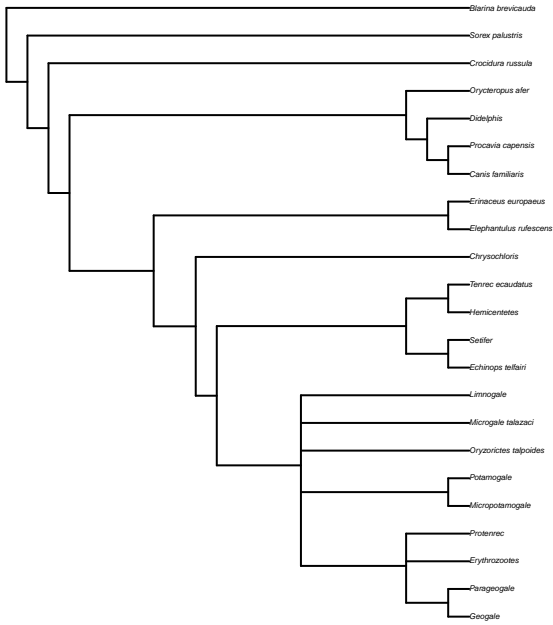 Blarina brevicauda
Sorex palustris
Crocidura russula
Orycteropus afer
Didelphis
Procavia capensis
Canis familiaris
Erinaceus europaeus
Elephantulus rufescens
Chrysochloris
Tenrec ecaudatus
Hemicentetes
Setifer
Echinops telfairi
Limnogale
Microgale talazaci
Oryzorictes talpoides
Potamogale
Micropotamogale
Protenrec
Erythrozootes
Parageogale
Geogale